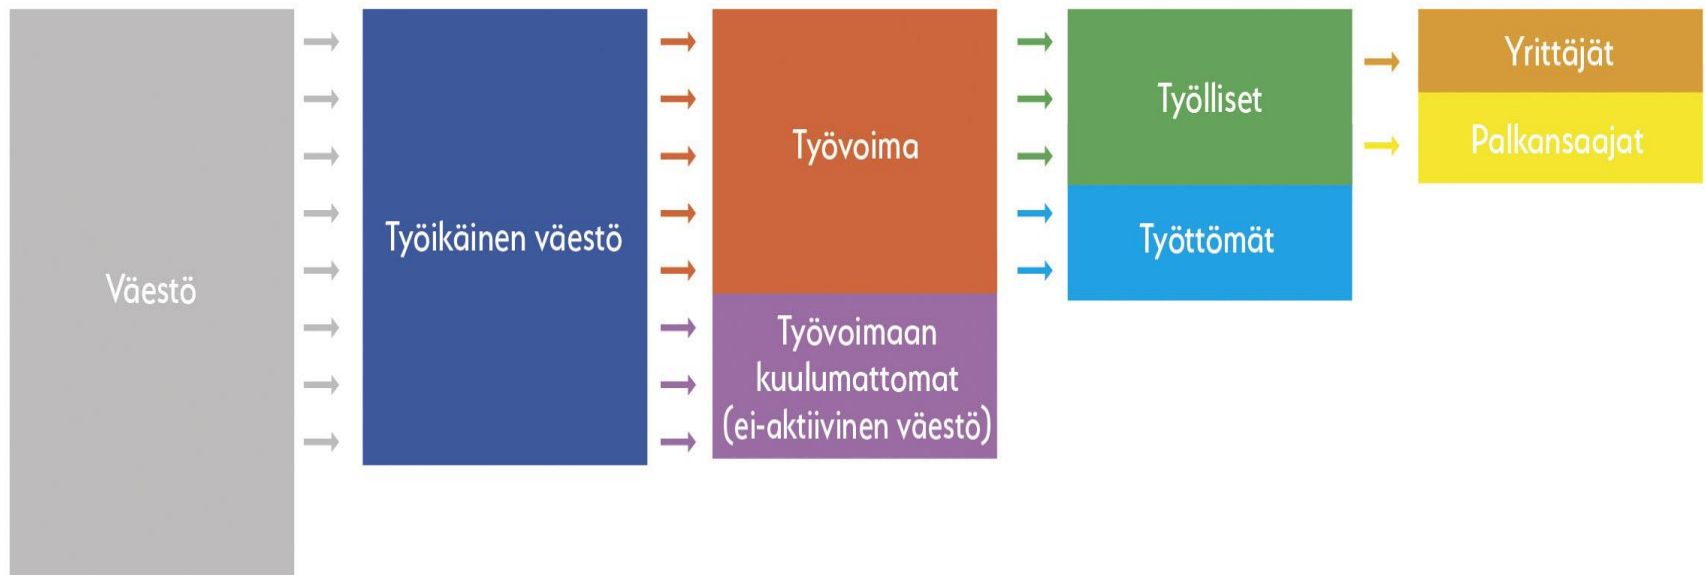 Väestö
Työikäinen väestö
Työvoima
Työvoimaan
kuulumattomat
(ei-aktiivinen väestö)
Työlliset
Työttömät
Yrittäjät
Palkansaajat